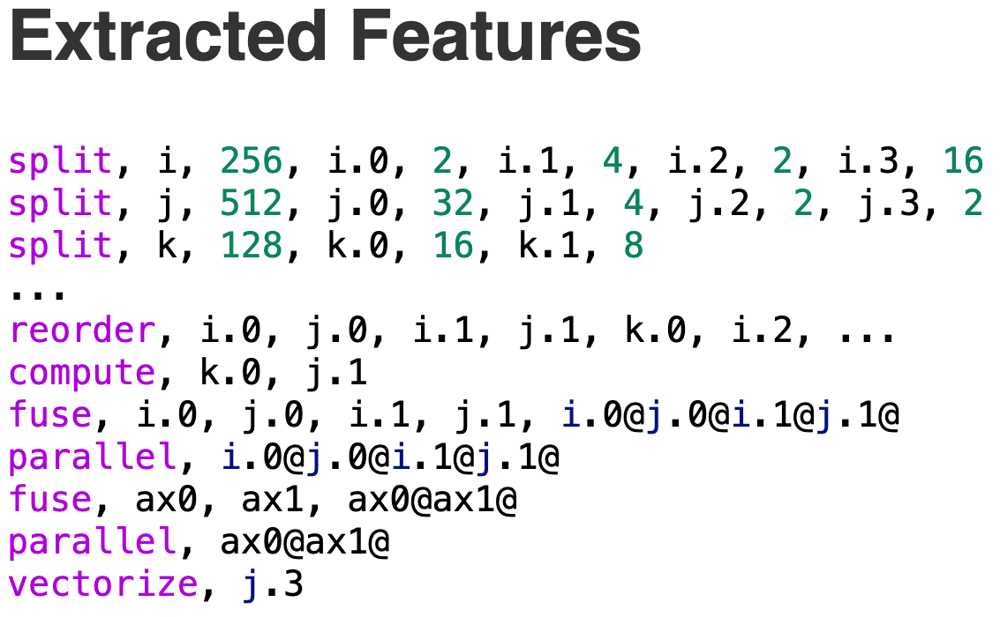 Extracted Features
split, i, 256, i.0, 2, i.1, 4, i.2, 2, i.3, 16
split, j, 512, j.0, 32, j.1, 4, j.2, 2, j.3, 2
split, k, 128, k.0, 16, k.1, 8
...
reorder, i.0, j.0, i.1, j.1, k.0, i.2, ...
compute, k.0, j.1
fuse, i.0, j.0, i.1, j.1, i.0@j.0@i.1@j.1@
parallel, i.0@j.0@i.1@j.1@
fuse, ax0, ax1, ax0@ax1@
parallel, ax0@ax1@
vectorize, j.3